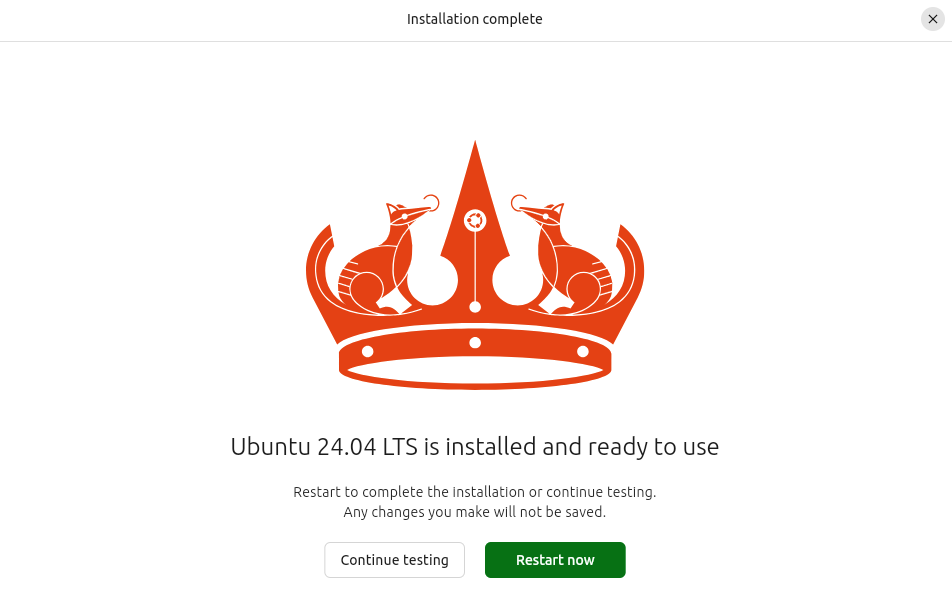 Installation complete
Ubuntu 24.04 LTS is installed and ready to use
Restart to complete the installation or continue testing.
Any changes you make will not be saved.
Continue testing
Restart now